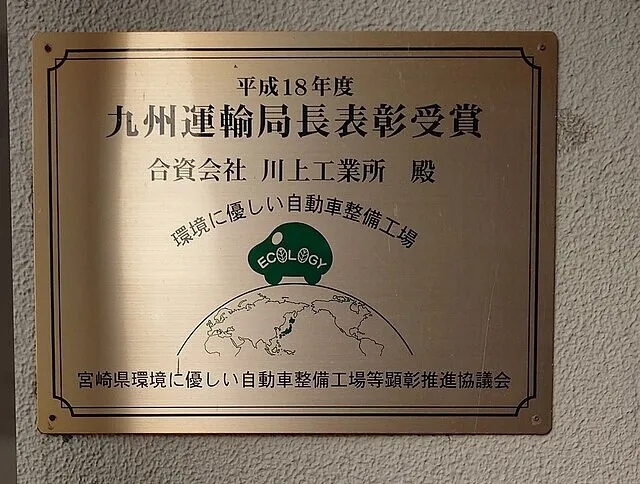 平成18年度
九州運輸局長表彰受賞
合資会社 川上工業所 殿
環境に優しい自動車整備工場
ECOLOGY
宮崎県環境に優しい自動車整備工場等顕彰推進協議会